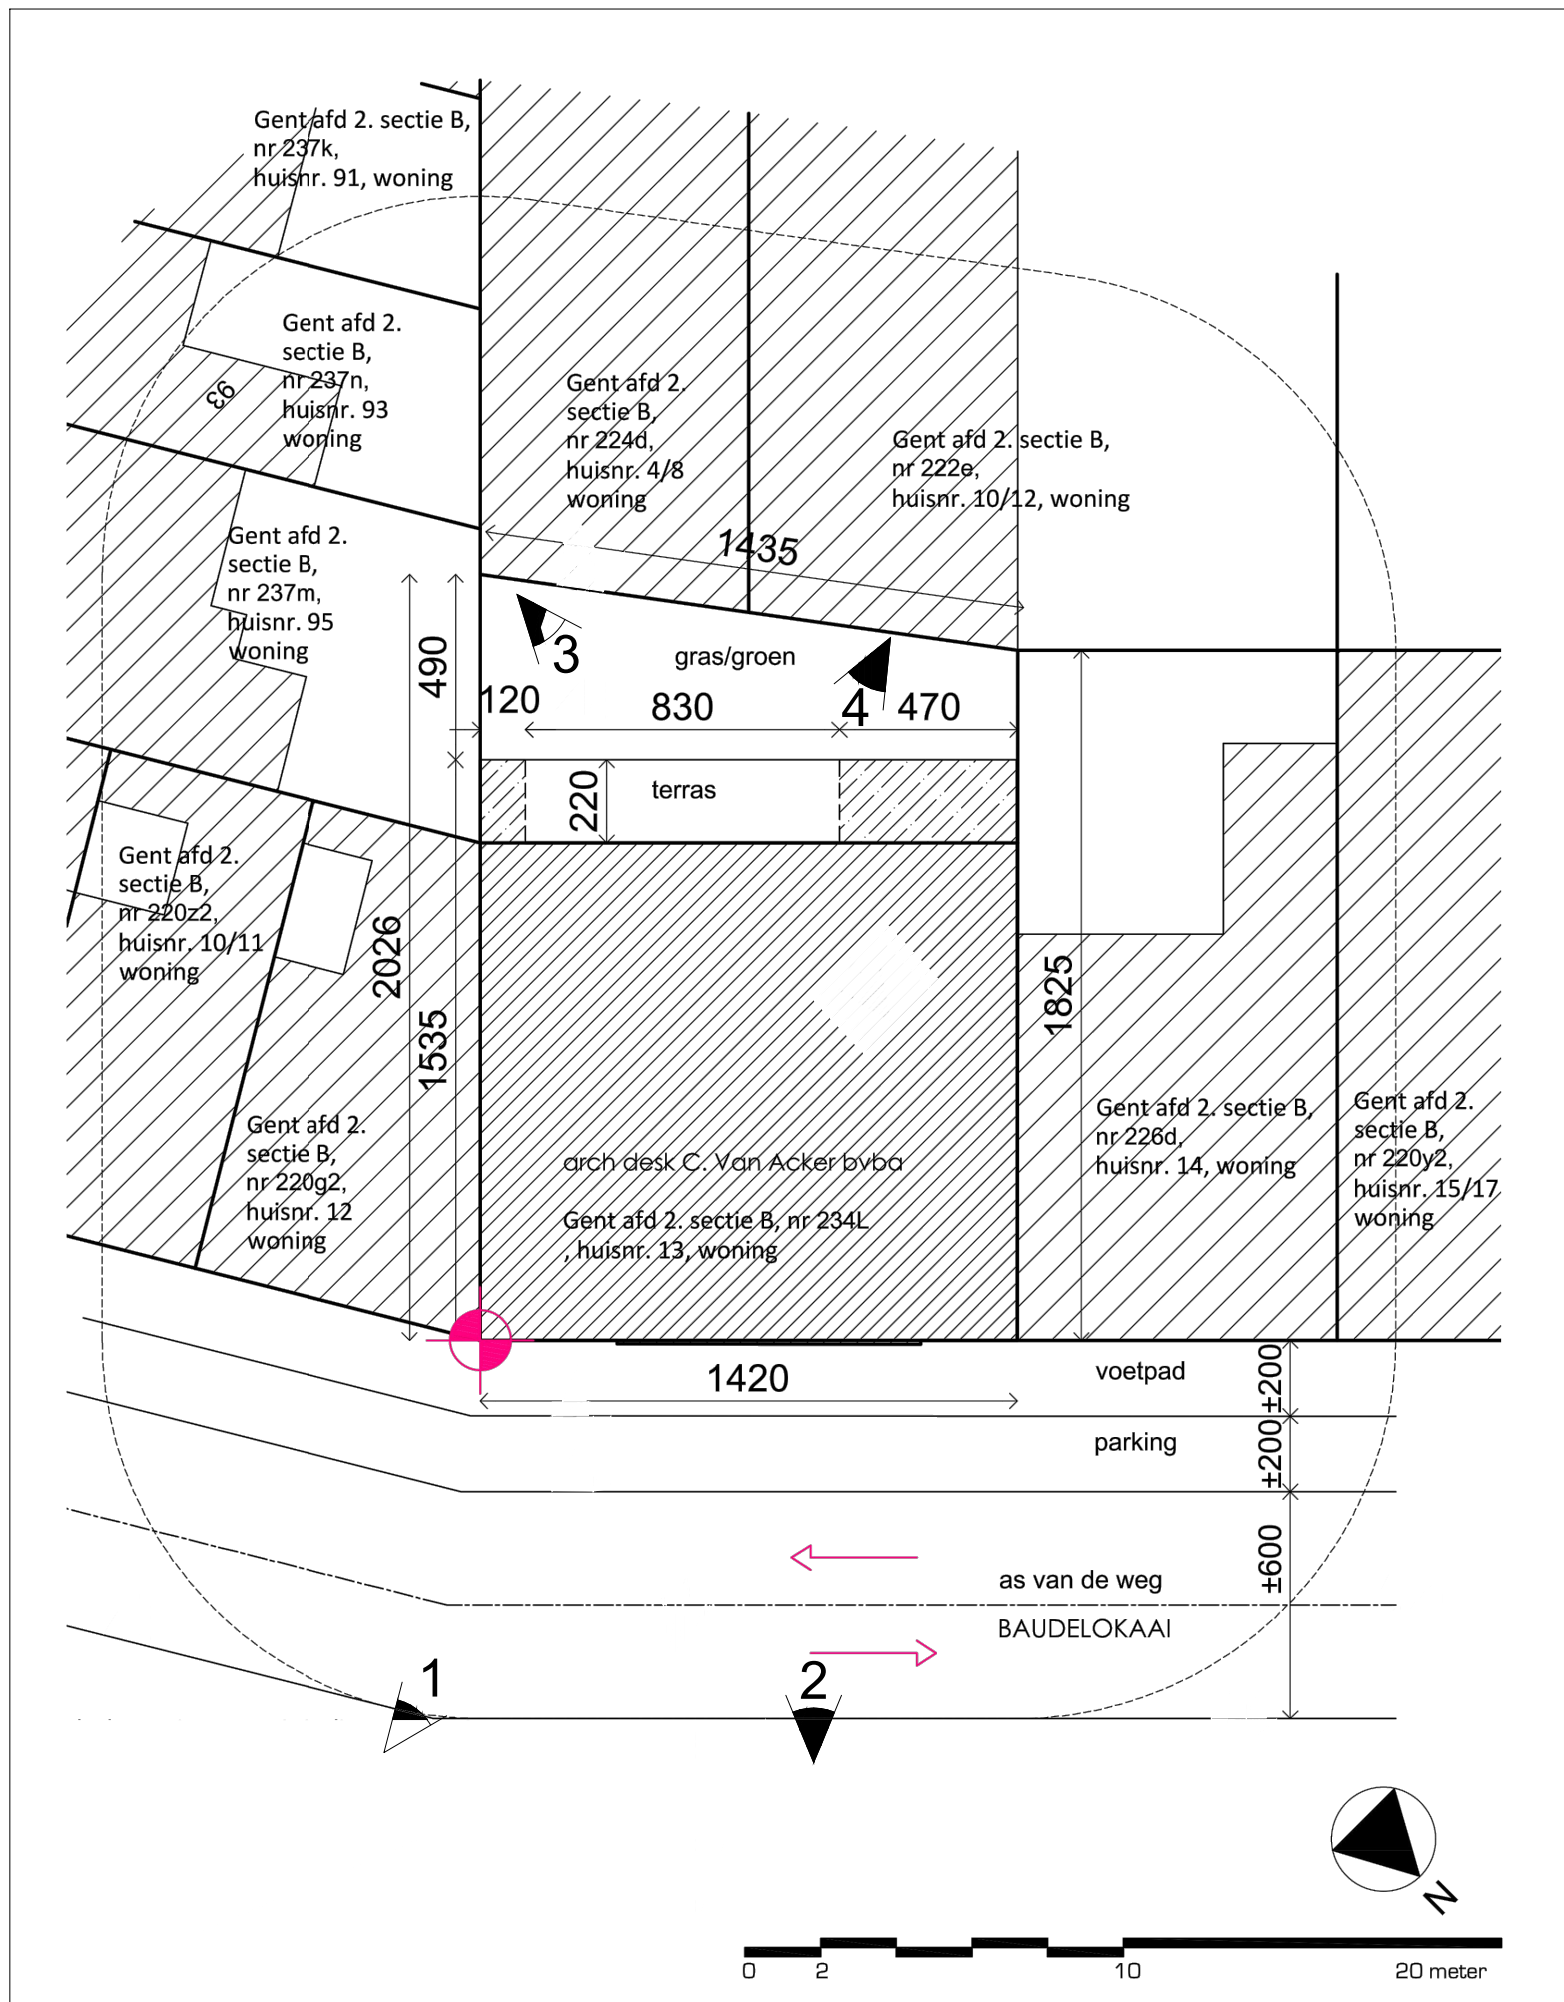 Gent afd 2. sectie B,
nr 237k,
huisnr. 91, woning
Gent afd 2.
sectie B,
nr 237n,
huisnr. 93
woning
93
Gent afd 2.
sectie B,
nr 224d,
huisnr. 4/8
woning
Gent afd 2. sectie B,
nr 222e,
huisnr. 10/12, woning
Gent afd 2.
sectie B,
nr 237m,
huisnr. 95
woning
1435
3
gras/groen
490
120
830
4
470
220
terras
Gent afd 2.
sectie B,
nr 220z2,
huisnr. 10/11
woning
2026
1535
1825
Gent afd 2.
sectie B,
nr 220g2,
huisnr. 12
woning
arch desk C. Van Acker bvba
Gent afd 2. sectie B, nr 234L
, huisnr. 13, woning
Gent afd 2. sectie B,
nr 226d,
huisnr. 14, woning
Gent afd 2.
sectie B,
nr 220y2,
huisnr. 15/17
woning
1420
voetpad
±200
parking
±200
±600
as van de weg
BAUDELOKAAI
1
2
N
0 2 10 20 meter